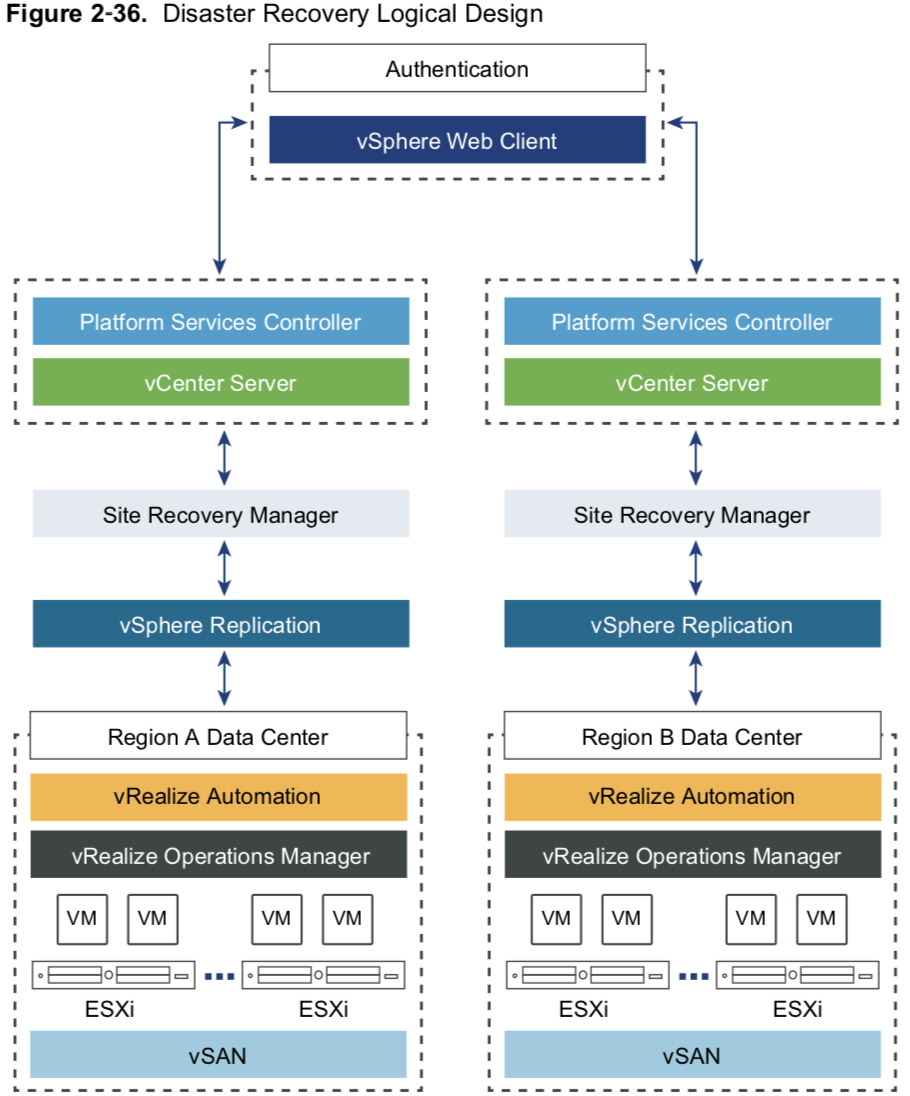 Figure 2-36. Disaster Recovery Logical Design
Authentication
vSphere Web Client
Platform Services Controller
vCenter Server
Site Recovery Manager
vSphere Replication
Region A Data Center
vRealize Automation
vRealize Operations Manager
VM
VM
VM
VM
ESXi
ESXi
vSAN
Platform Services Controller
vCenter Server
Site Recovery Manager
vSphere Replication
Region B Data Center
vRealize Automation
vRealize Operations Manager
VM
VM
VM
VM
ESXi
ESXi
vSAN